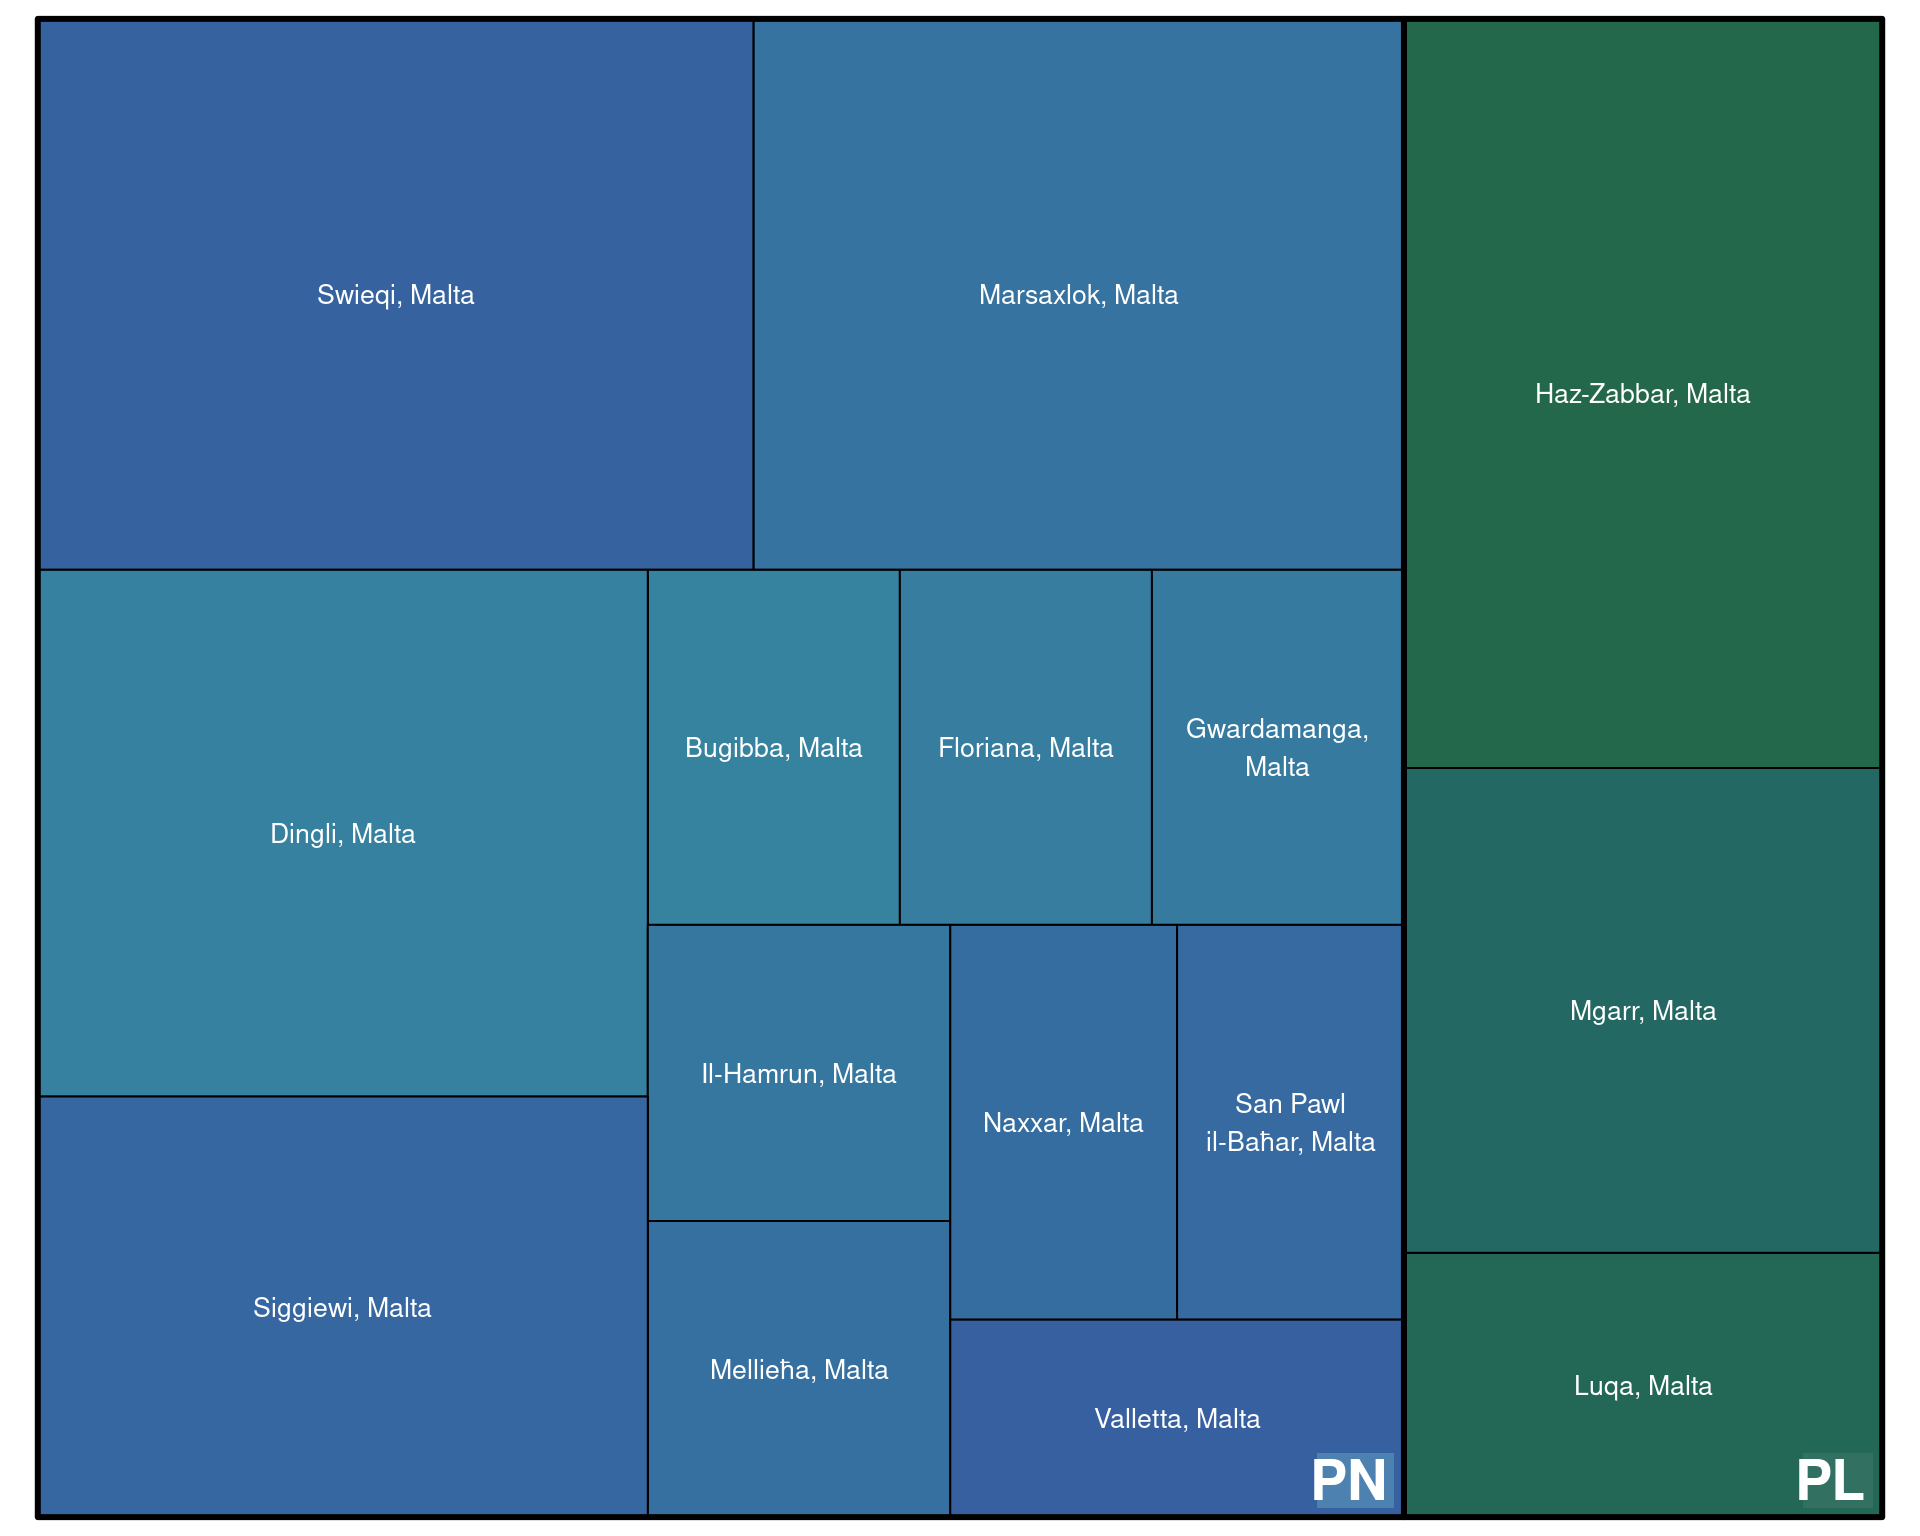 Swieqi, Malta
Marsaxlok, Malta
Haz-Zabbar, Malta
Dingli, Malta
Bugibba, Malta
Floriana, Malta
Gwardamanga,
Malta
Mgarr, Malta
Il-Hamrun, Malta
Naxxar, Malta
San Pawl
il-Baħar, Malta
Siggiewi, Malta
Mellieħa, Malta
Valletta, Malta
Luqa, Malta
PN
PL